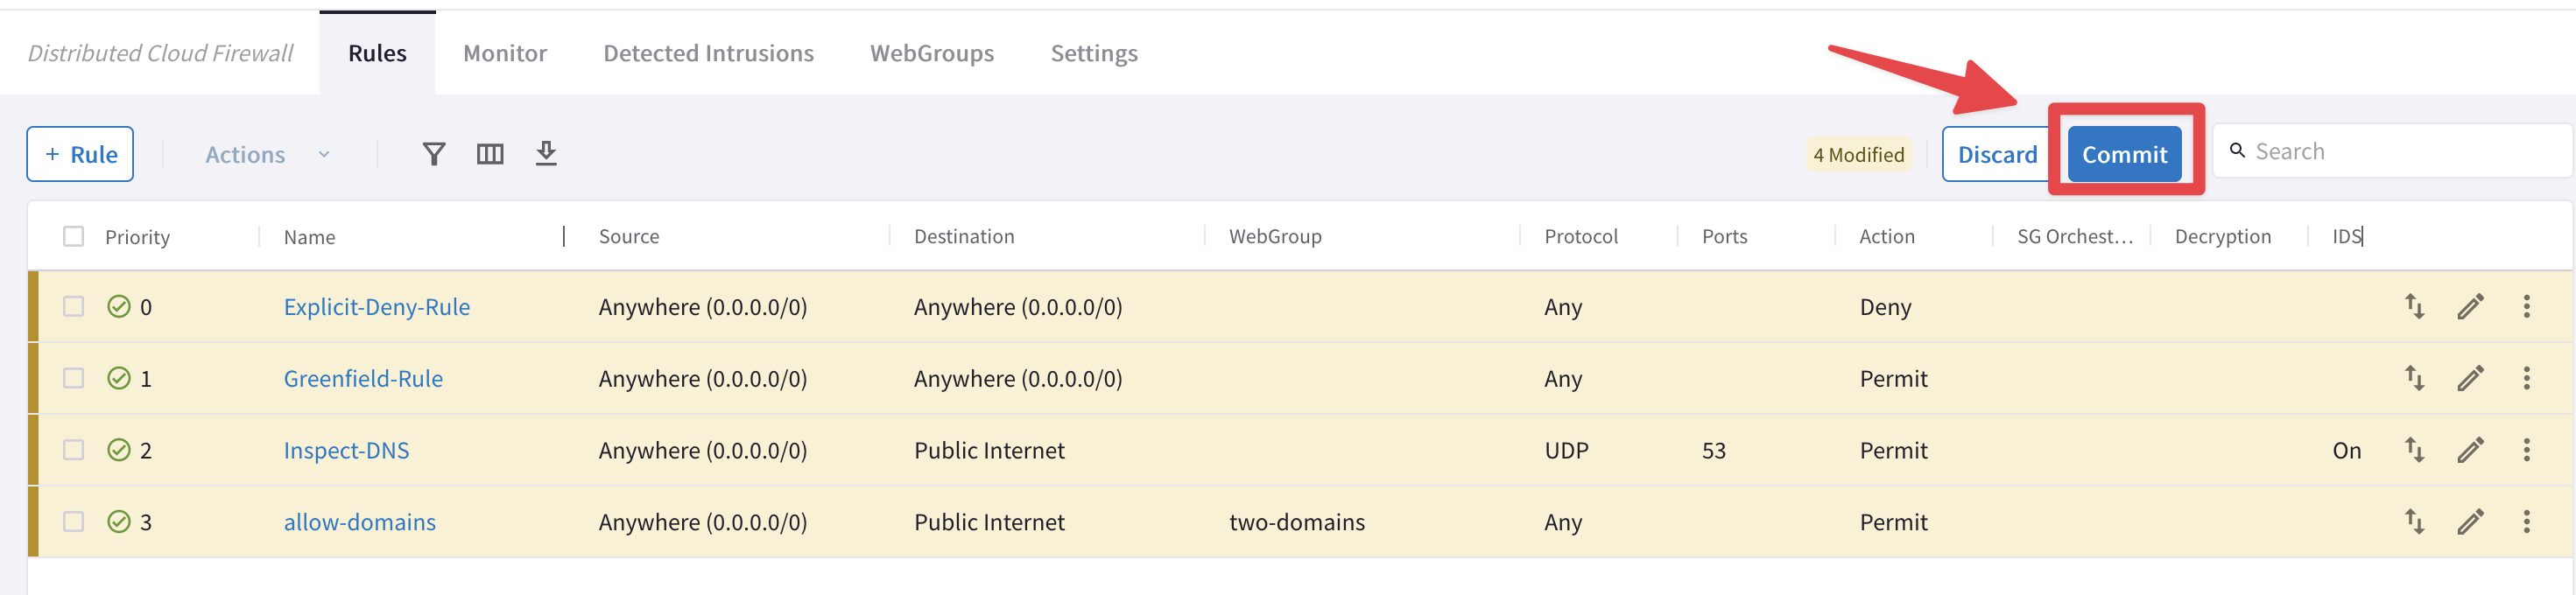 Distributed Cloud Firewall Rules Monitor Detected Intrusions WebGroups Settings
+ Rule Actions 4 Modified Discard Commit Search
Priority Name Source Destination WebGroup Protocol Ports Action SG Orchest... Decryption IDS
0 Explicit-Deny-Rule Anywhere (0.0.0.0/0) Anywhere (0.0.0.0/0) Any Deny
1 Greenfield-Rule Anywhere (0.0.0.0/0) Anywhere (0.0.0.0/0) Any Permit
2 Inspect-DNS Anywhere (0.0.0.0/0) Public Internet UDP 53 Permit On
3 allow-domains Anywhere (0.0.0.0/0) Public Internet two-domains Any Permit